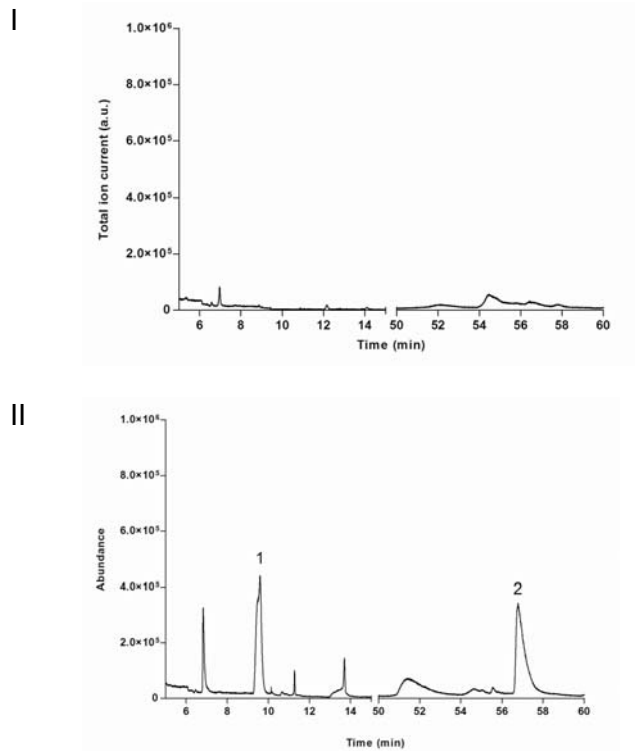 I
Total ion current (a.u.)
1.0×10⁶
8.0×10⁵
6.0×10⁵
4.0×10⁵
2.0×10⁵
0
6 8 10 12 14 50 52 54 56 58 60
Time (min)
II
Abundance
1.0×10⁶
8.0×10⁵
6.0×10⁵
4.0×10⁵
2.0×10⁵
0
1
2
6 8 10 12 14 50 52 54 56 58 60
Time (min)